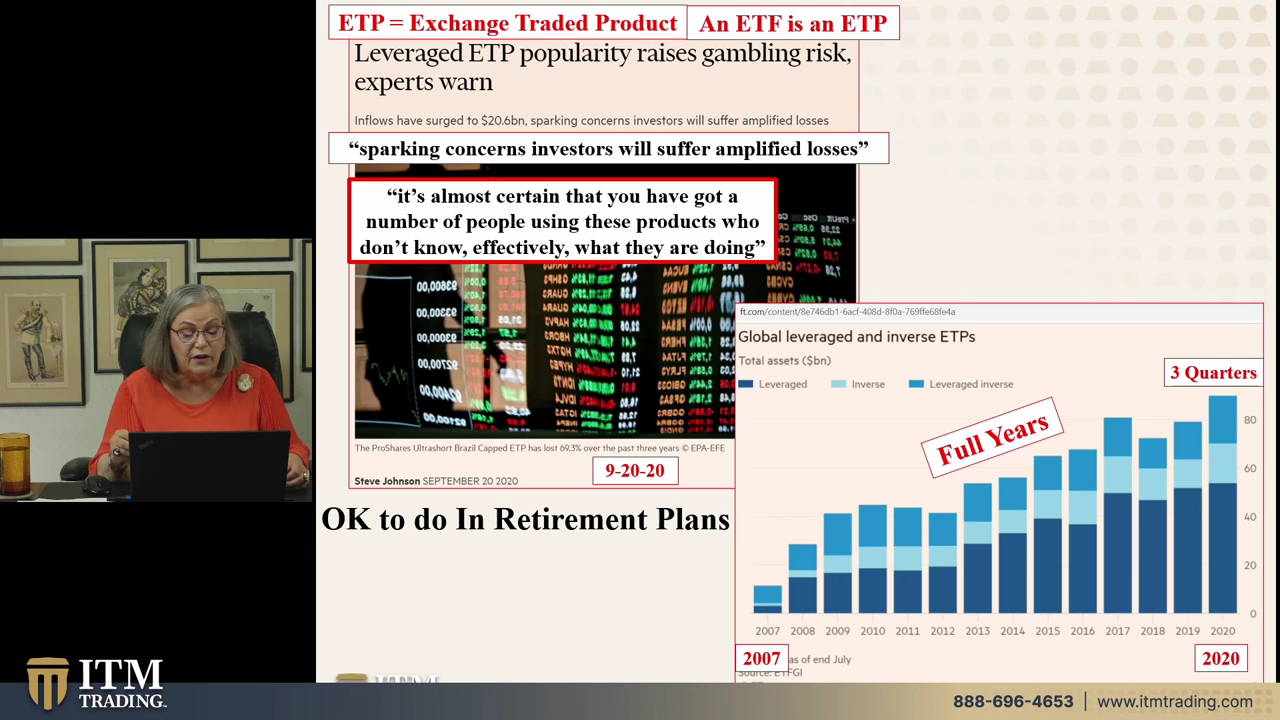 ETP = Exchange Traded Product
An ETF is an ETP
Leveraged ETP popularity raises gambling risk,
experts warn
Inflows have surged to $20.6bn, sparking concerns investors will suffer amplified losses
“sparking concerns investors will suffer amplified losses”
“it’s almost certain that you have got a
number of people using these products who
don’t know, effectively, what they are doing”
The ProShares Ultrashort Brazil Capped ETP has lost 69.3% over the past three years © EPA-EFE
9-20-20
Steve Johnson SEPTEMBER 20 2020
OK to do In Retirement Plans
ft.com/content/8e746db1-6acf-408d-8f0a-769ffe68fe4a
Global leveraged and inverse ETPs
Total assets ($bn)
3 Quarters
Leveraged Inverse Leveraged inverse
Full Years
80
60
40
20
0
2007 2008 2009 2010 2011 2012 2013 2014 2015 2016 2017 2018 2019 2020
2007
as of end July
2020
ITM
TRADING
888-696-4653 | www.itmtrading.com